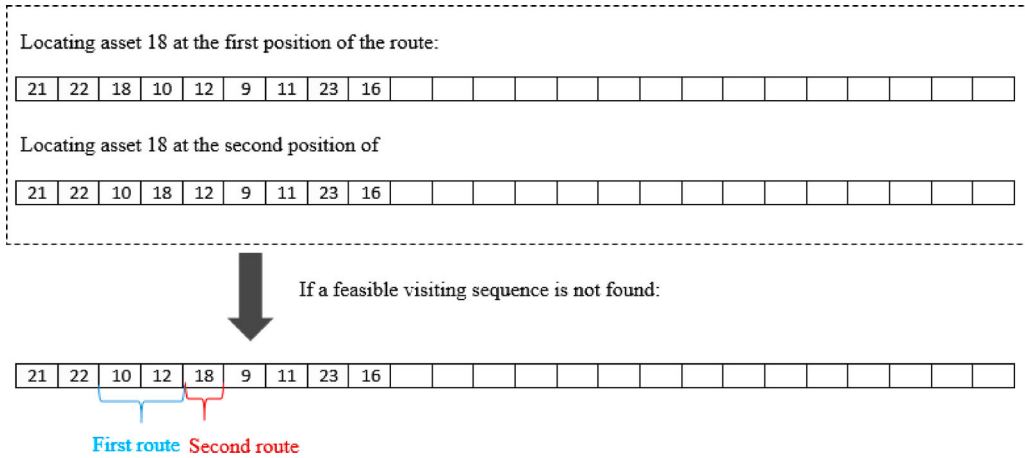 Locating asset 18 at the first position of the route:
21 22 18 10 12 9 11 23 16
Locating asset 18 at the second position of
21 22 10 18 12 9 11 23 16
If a feasible visiting sequence is not found:
21 22 10 12 18 9 11 23 16
First route Second route